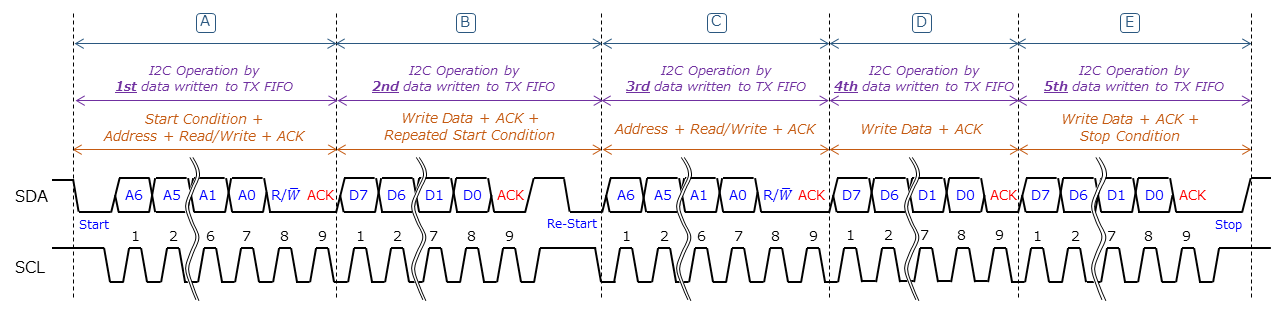 A B C D E
I2C Operation by I2C Operation by I2C Operation by I2C Operation by I2C Operation by
1st data written to TX FIFO 2nd data written to TX FIFO 3rd data written to TX FIFO 4th data written to TX FIFO 5th data written to TX FIFO
Start Condition + Write Data + ACK + Write Data + ACK +
Address + Read/Write + ACK Repeated Start Condition Address + Read/Write + ACK Write Data + ACK Stop Condition
SDA A6 A5 A1 A0 R/W̅ ACK D7 D6 D1 D0 ACK A6 A5 A1 A0 R/W̅ ACK D7 D6 D1 D0 ACK D7 D6 D1 D0 ACK
Start Re-Start Stop
1 2 6 7 8 9 1 2 7 8 9 1 2 6 7 8 9 1 2 7 8 9 1 2 7 8 9
SCL